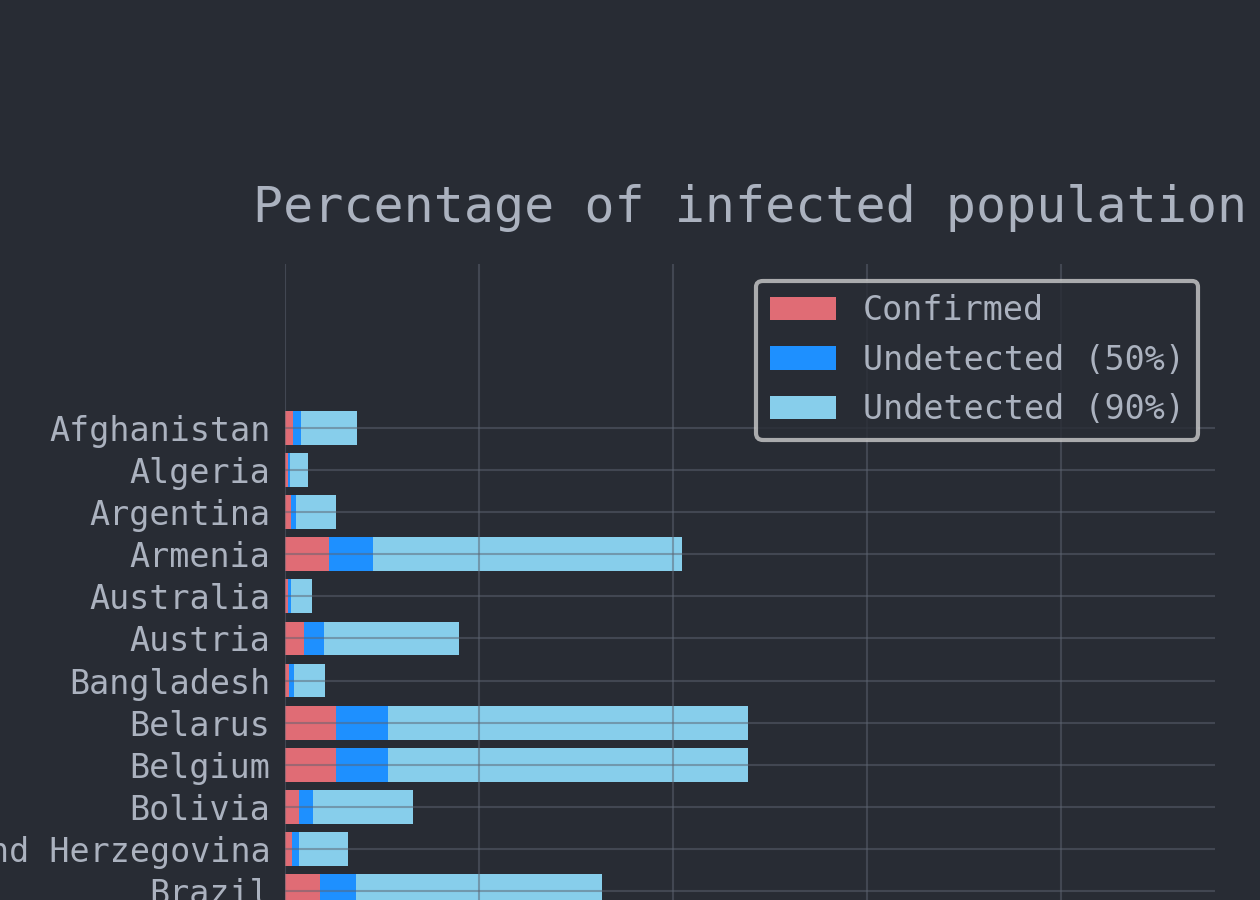 Percentage of infected population
Confirmed
Undetected (50%)
Undetected (90%)
Afghanistan
Algeria
Argentina
Armenia
Australia
Austria
Bangladesh
Belarus
Belgium
Bolivia
nd Herzegovina
Brazil